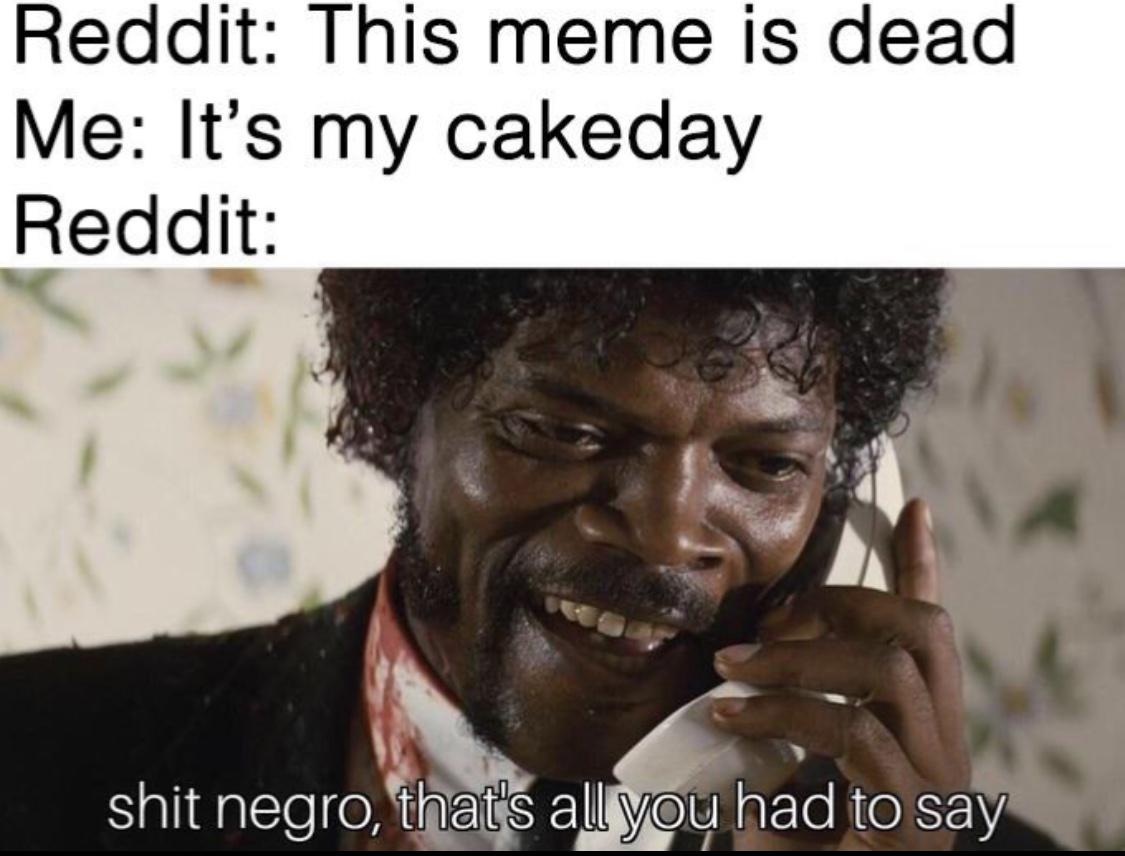 Reddit: This meme is dead
Me: It’s my cakeday
Reddit:
shit negro, that's all you had to say